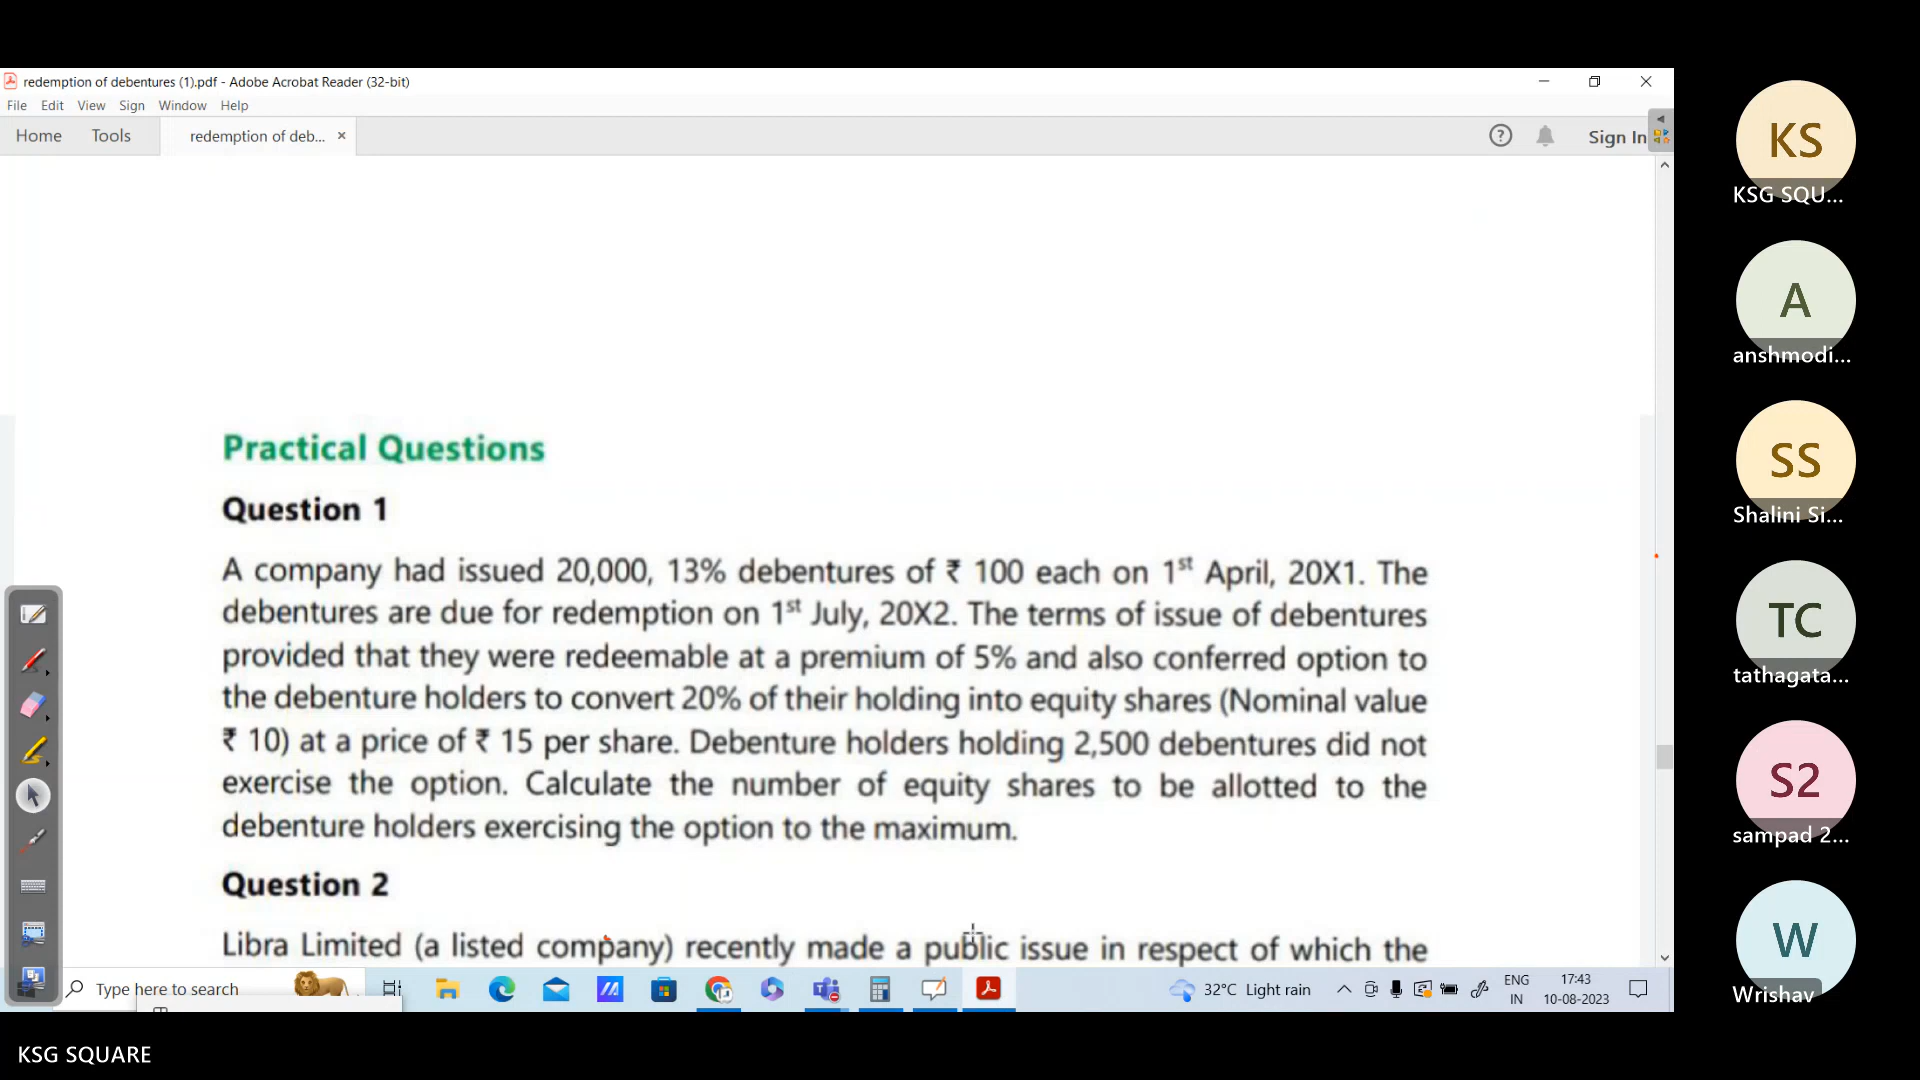 redemption of debentures (1).pdf - Adobe Acrobat Reader (32-bit)
File Edit View Sign Window Help
Home Tools redemption of deb... × Sign In
Practical Questions
Question 1
A company had issued 20,000, 13% debentures of ₹ 100 each on 1st April, 20X1. The
debentures are due for redemption on 1st July, 20X2. The terms of issue of debentures
provided that they were redeemable at a premium of 5% and also conferred option to
the debenture holders to convert 20% of their holding into equity shares (Nominal value
₹ 10) at a price of ₹ 15 per share. Debenture holders holding 2,500 debentures did not
exercise the option. Calculate the number of equity shares to be allotted to the
debenture holders exercising the option to the maximum.
Question 2
Libra Limited (a listed company) recently made a public issue in respect of which the
Type here to search
32°C Light rain
ENG
IN
17:43
10-08-2023
KS
KSG SQU...
A
anshmodi...
SS
Shalini Si...
TC
tathagata...
S2
sampad 2...
W
Wrishav
KSG SQUARE